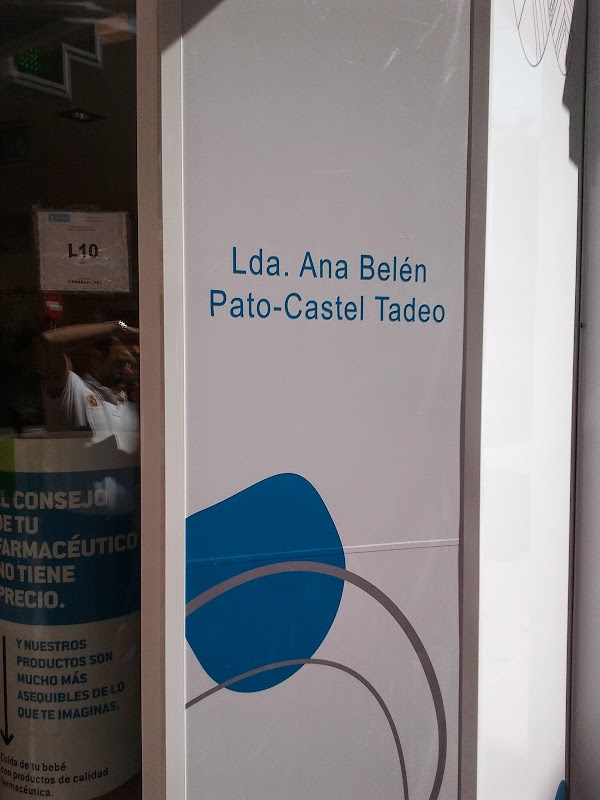 L10
CARABANCHEL
Lda. Ana Belén
Pato-Castel Tadeo
L CONSEJO
DE TU
FARMACÉUTICO
NO TIENE
PRECIO.
Y NUESTROS
PRODUCTOS SON
MUCHO MÁS
ASEQUIBLES DE LO
QUE TE IMAGINAS.
Cuida de tu bebé
con productos de calidad
farmacéutica.